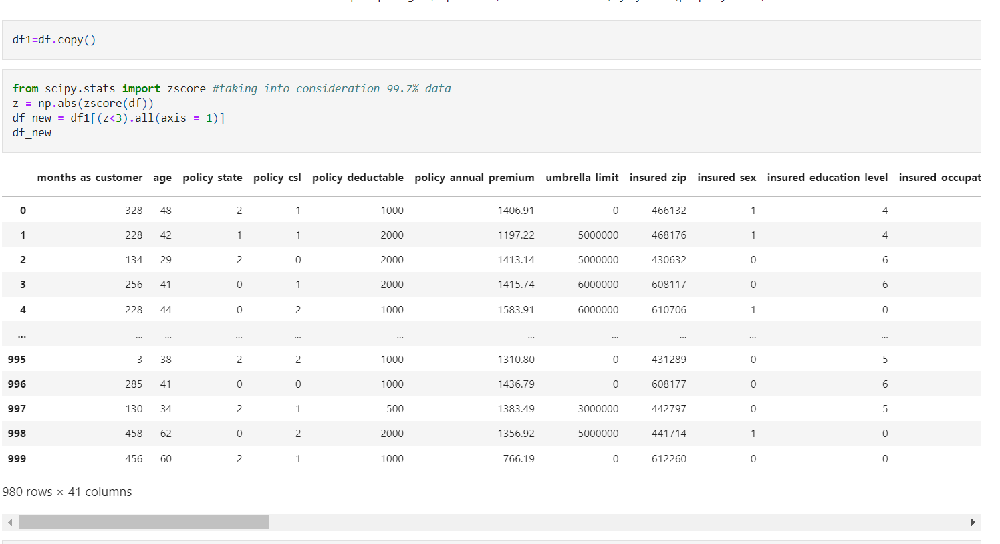 df1=df.copy()
from scipy.stats import zscore #taking into consideration 99.7% data
z = np.abs(zscore(df))
df_new = df1[(z<3).all(axis = 1)]
df_new
months_as_customer age policy_state policy_csl policy_deductable policy_annual_premium umbrella_limit insured_zip insured_sex insured_education_level insured_occupat
0 328 48 2 1 1000 1406.91 0 466132 1 4
1 228 42 1 1 2000 1197.22 5000000 468176 1 4
2 134 29 2 0 2000 1413.14 5000000 430632 0 6
3 256 41 0 1 2000 1415.74 6000000 608117 0 6
4 228 44 0 2 1000 1583.91 6000000 610706 1 0
... ... ... ... ... ... ... ... ... ... ...
995 3 38 2 2 1000 1310.80 0 431289 0 5
996 285 41 0 0 1000 1436.79 0 608177 0 6
997 130 34 2 1 500 1383.49 3000000 442797 0 5
998 458 62 0 2 2000 1356.92 5000000 441714 1 0
999 456 60 2 1 1000 766.19 0 612260 0 0
980 rows × 41 columns